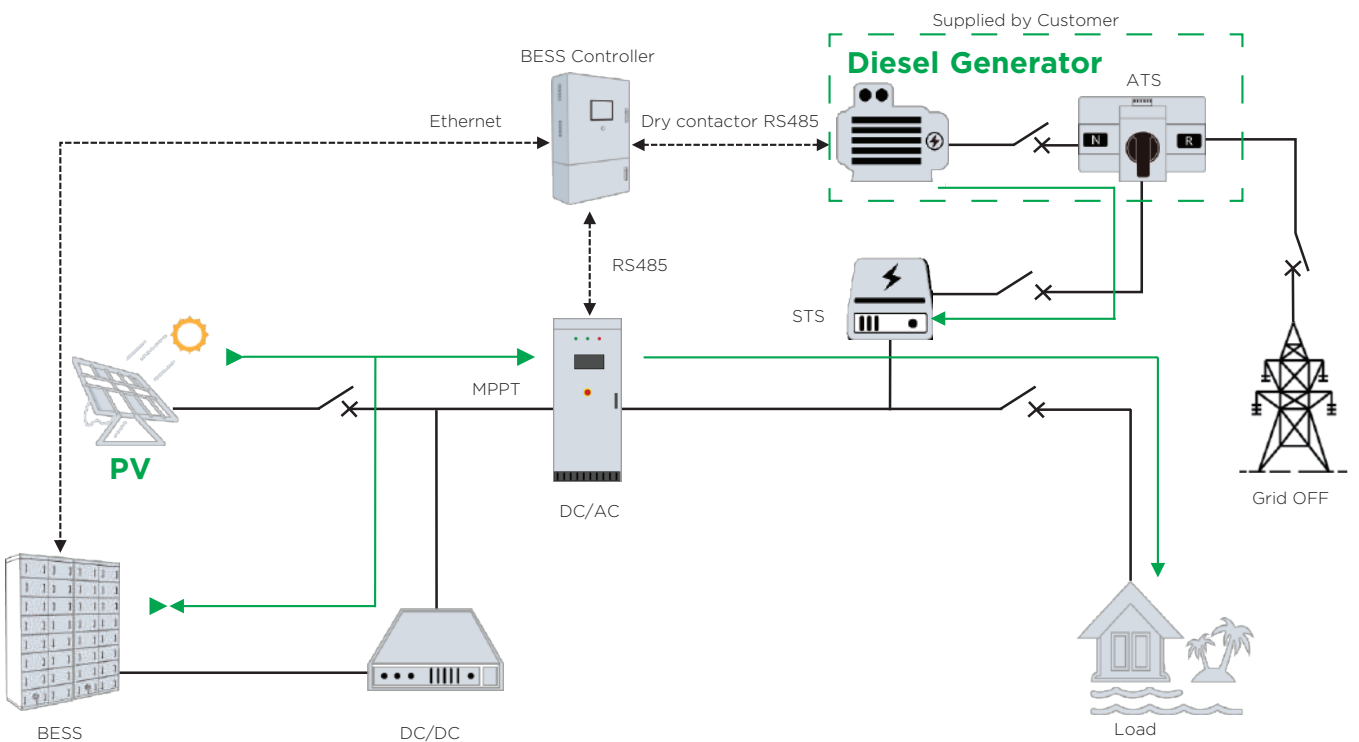 Supplied by Customer
Diesel Generator
BESS Controller
ATS
Ethernet
Dry contactor RS485
N
R
RS485
STS
MPPT
PV
DC/AC
Grid OFF
BESS
DC/DC
Load